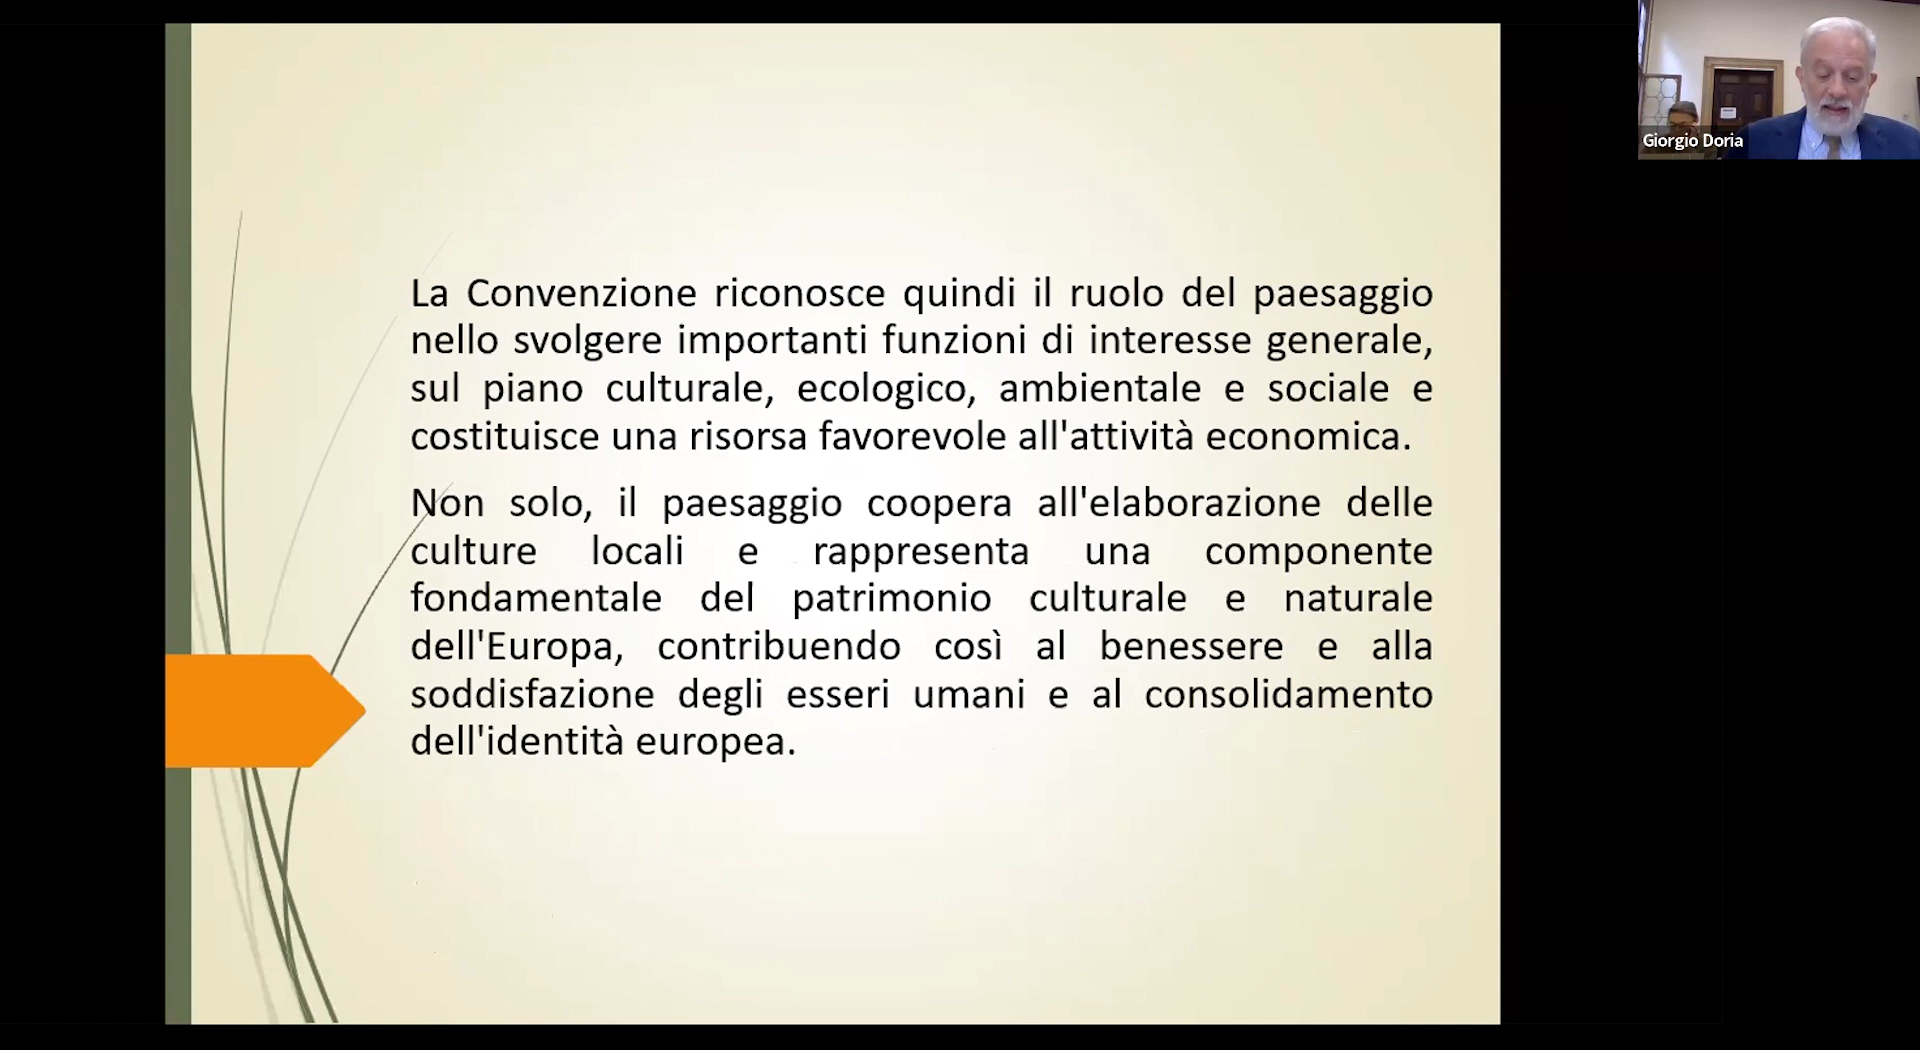 La Convenzione riconosce quindi il ruolo del paesaggio
nello svolgere importanti funzioni di interesse generale,
sul piano culturale, ecologico, ambientale e sociale e
costituisce una risorsa favorevole all'attività economica.
Non solo, il paesaggio coopera all'elaborazione delle
culture locali e rappresenta una componente
fondamentale del patrimonio culturale e naturale
dell'Europa, contribuendo così al benessere e alla
soddisfazione degli esseri umani e al consolidamento
dell'identità europea.
Giorgio Doria